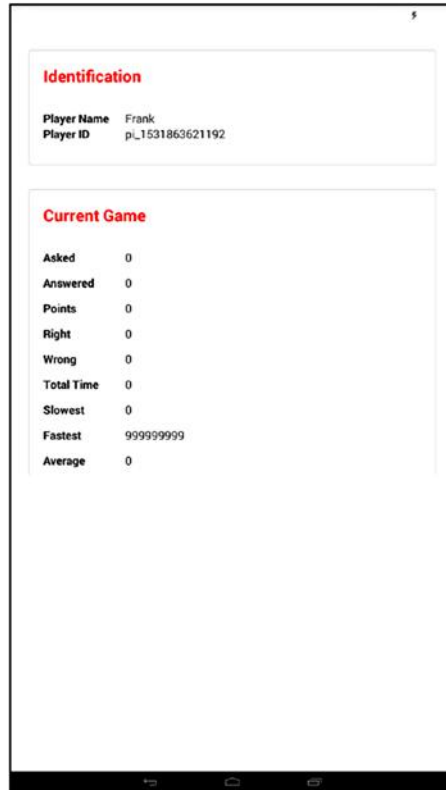 Identification
Player Name Frank
Player ID pi_1531863621192
Current Game
Asked 0
Answered 0
Points 0
Right 0
Wrong 0
Total Time 0
Slowest 0
Fastest 999999999
Average 0